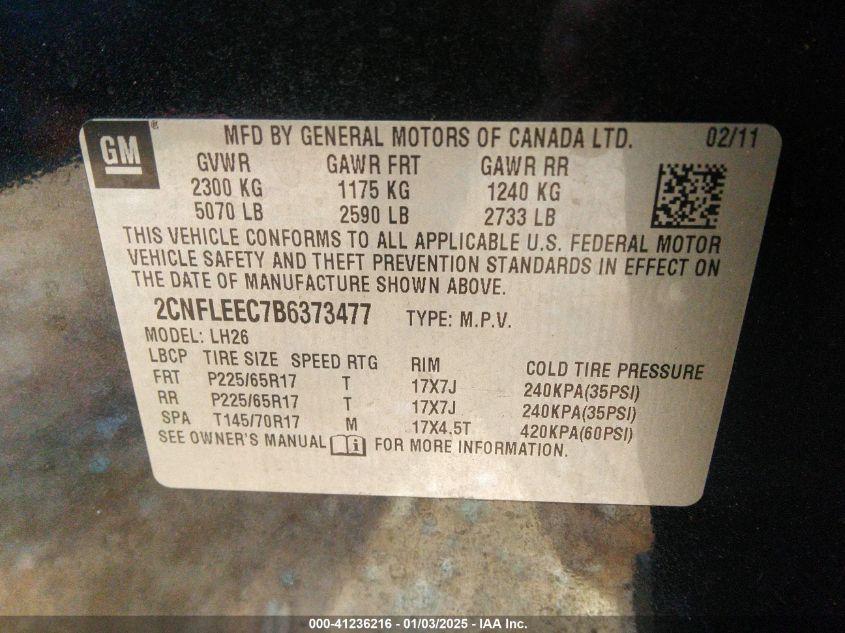 GM® MFD BY GENERAL MOTORS OF CANADA LTD. 02/11
GVWR GAWR FRT GAWR RR
2300 KG 1175 KG 1240 KG
5070 LB 2590 LB 2733 LB
THIS VEHICLE CONFORMS TO ALL APPLICABLE U.S. FEDERAL MOTOR
VEHICLE SAFETY AND THEFT PREVENTION STANDARDS IN EFFECT ON
THE DATE OF MANUFACTURE SHOWN ABOVE.
2CNFLEEC7B6373477 TYPE: M.P.V.
MODEL: LH26
LBCP TIRE SIZE SPEED RTG RIM COLD TIRE PRESSURE
FRT P225/65R17 T 17X7J 240KPA(35PSI)
RR P225/65R17 T 17X7J 240KPA(35PSI)
SPA T145/70R17 M 17X4.5T 420KPA(60PSI)
SEE OWNER'S MANUAL i FOR MORE INFORMATION.
000-41236216 - 01/03/2025 - IAA Inc.